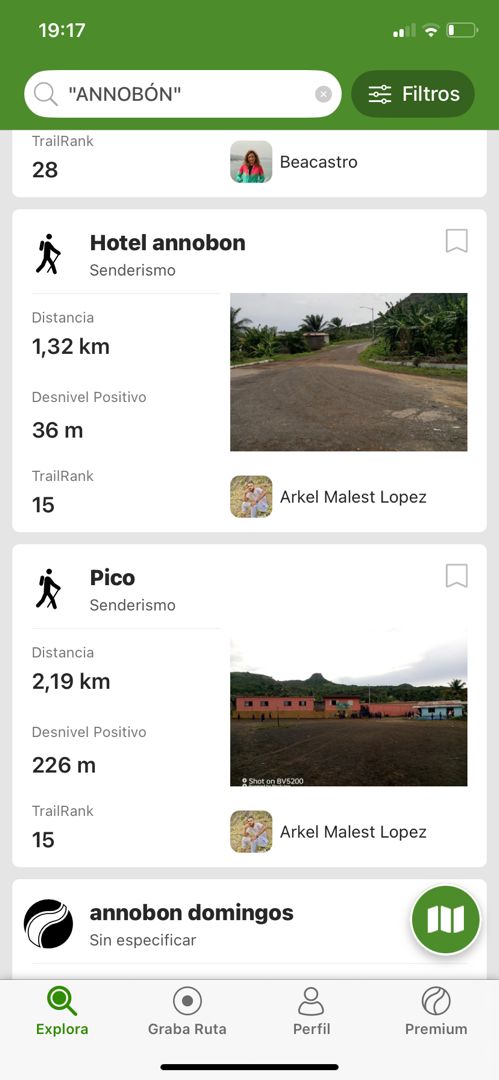 19:17
"ANNOBÓN"
Filtros
TrailRank
28
Beacastro
Hotel annobon
Senderismo
Distancia
1,32 km
Desnivel Positivo
36 m
TrailRank
15
Arkel Malest Lopez
Pico
Senderismo
Distancia
2,19 km
Desnivel Positivo
226 m
Shot on BV5200
TrailRank
15
Arkel Malest Lopez
annobon domingos
Sin especificar
Explora
Graba Ruta
Perfil
Premium